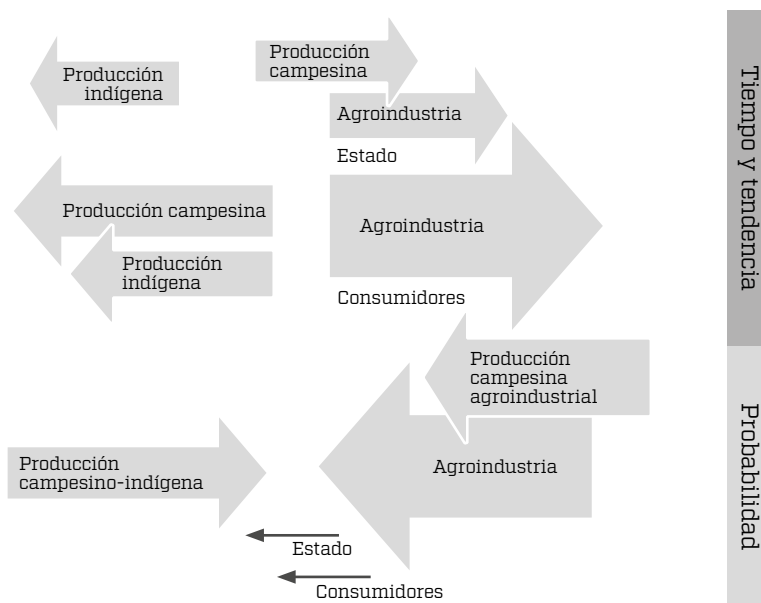 Producción
indígena
Producción
campesina
Agroindustria
Estado
Producción campesina
Agroindustria
Producción
indígena
Consumidores
Producción
campesina
agroindustrial
Producción
campesino-indígena
Agroindustria
Estado
Consumidores
Tiempo y tendencia
Probabilidad